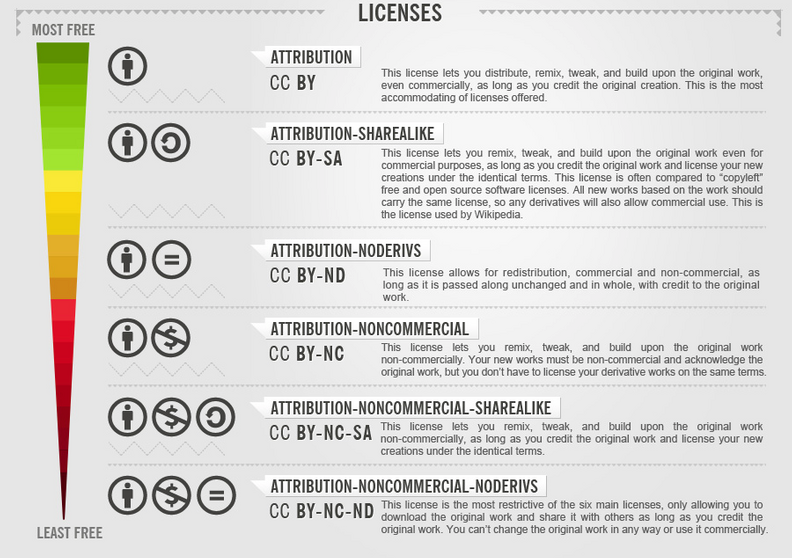 LICENSES
MOST FREE
ATTRIBUTION
CC BY
This license lets you distribute, remix, tweak, and build upon the original work,
even commercially, as long as you credit the original creation. This is the most
accommodating of licenses offered.
ATTRIBUTION-SHAREALIKE
CC BY-SA
This license lets you remix, tweak, and build upon the original work even for
commercial purposes, as long as you credit the original work and license your new
creations under the identical terms. This license is often compared to “copyleft”
free and open source software licenses. All new works based on the work should
carry the same license, so any derivatives will also allow commercial use. This is
the license used by Wikipedia.
ATTRIBUTION-NODERIVS
CC BY-ND
This license allows for redistribution, commercial and non-commercial, as
long as it is passed along unchanged and in whole, with credit to the original
work.
ATTRIBUTION-NONCOMMERCIAL
CC BY-NC
This license lets you remix, tweak, and build upon the original work
non-commercially. Your new works must be non-commercial and acknowledge the
original work, but you don’t have to license your derivative works on the same terms.
ATTRIBUTION-NONCOMMERCIAL-SHAREALIKE
CC BY-NC-SA
This license lets you remix, tweak, and build upon the original work
non-commercially, as long as you credit the original work and license your new
creations under the identical terms.
ATTRIBUTION-NONCOMMERCIAL-NODERIVS
CC BY-NC-ND
This license is the most restrictive of the six main licenses, only allowing you to
download the original work and share it with others as long as you credit the
original work. You can’t change the original work in any way or use it commercially.
LEAST FREE